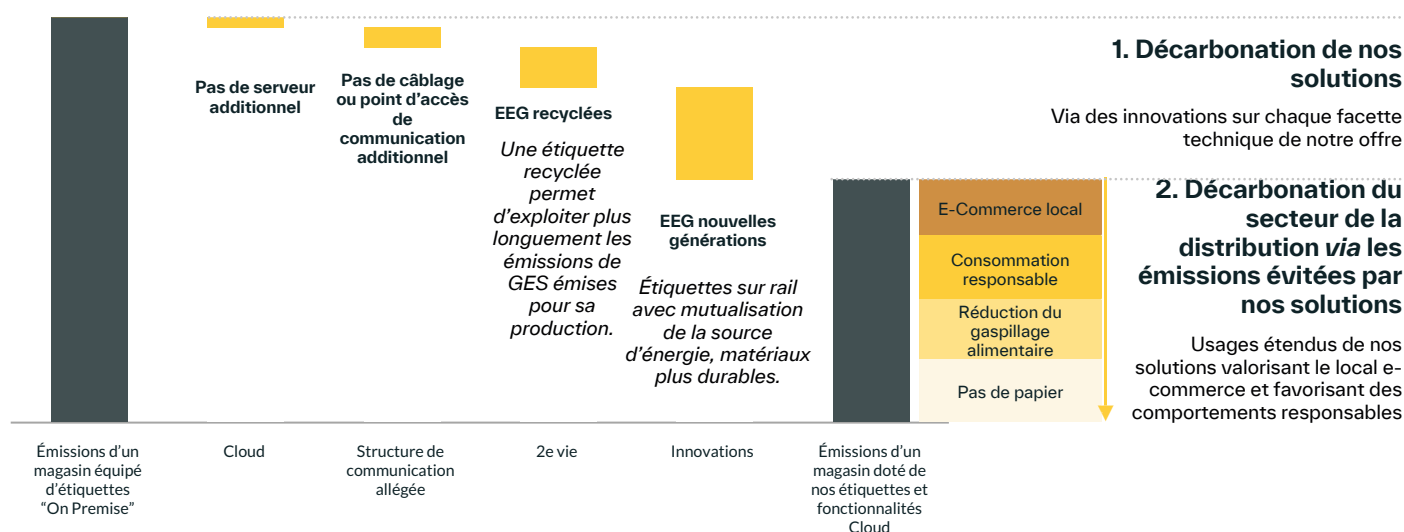 1. Décarbonation de nos
solutions
Via des innovations sur chaque facette
technique de notre offre
Pas de serveur
additionnel
Pas de câblage
ou point d’accès
de
communication
additionnel
EEG recyclées
Une étiquette
recyclée
permet
d’exploiter plus
longuement les
émissions de
GES émises
pour sa
production.
EEG nouvelles
générations
Étiquettes sur rail
avec mutualisation
de la source
d’énergie, matériaux
plus durables.
E-Commerce local
Consommation
responsable
Réduction du
gaspillage
alimentaire
Pas de papier
2. Décarbonation du
secteur de la
distribution via les
émissions évitées par
nos solutions
Usages étendus de nos
solutions valorisant le local e-
commerce et favorisant des
comportements responsables
Émissions d’un
magasin équipé
d’étiquettes
“On Premise”
Cloud
Structure de
communication
allégée
2e vie
Innovations
Émissions d’un
magasin doté de
nos étiquettes et
fonctionnalités
Cloud